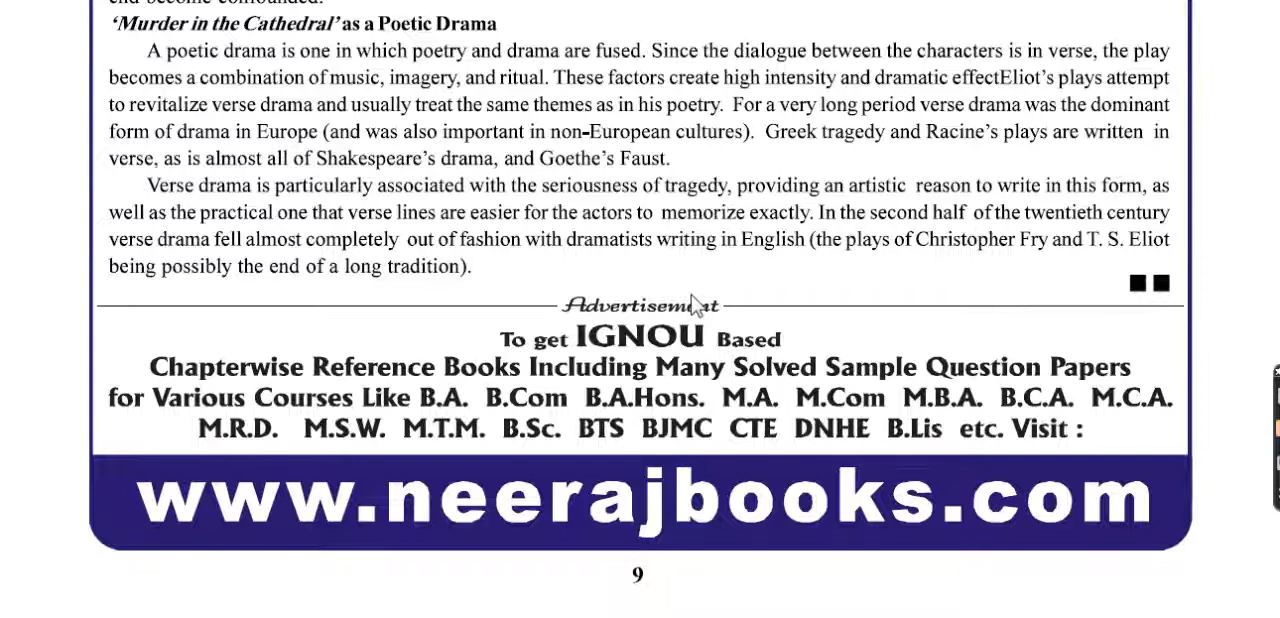 end become confounded.
'Murder in the Cathedral' as a Poetic Drama
A poetic drama is one in which poetry and drama are fused. Since the dialogue between the characters is in verse, the play
becomes a combination of music, imagery, and ritual. These factors create high intensity and dramatic effectEliot's plays attempt
to revitalize verse drama and usually treat the same themes as in his poetry. For a very long period verse drama was the dominant
form of drama in Europe (and was also important in non-European cultures). Greek tragedy and Racine's plays are written in
verse, as is almost all of Shakespeare's drama, and Goethe's Faust.
Verse drama is particularly associated with the seriousness of tragedy, providing an artistic reason to write in this form, as
well as the practical one that verse lines are easier for the actors to memorize exactly. In the second half of the twentieth century
verse drama fell almost completely out of fashion with dramatists writing in English (the plays of Christopher Fry and T. S. Eliot
being possibly the end of a long tradition).
Advertisement
To get IGNOU Based
Chapterwise Reference Books Including Many Solved Sample Question Papers
for Various Courses Like B.A. B.Com B.A.Hons. M.A. M.Com M.B.A. B.C.A. M.C.A.
M.R.D. M.S.W. M.T.M. B.Sc. BTS BJMC CTE DNHE B.Lis etc. Visit :
www.neerajbooks.com
9